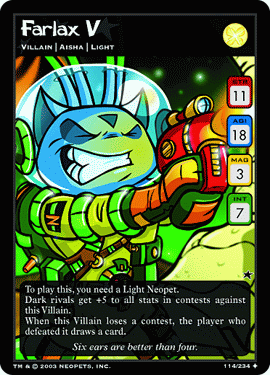 Farlax V
VILLAIN | AISHA | LIGHT
STR
11
AGI
18
MAG
3
INT
7
To play this, you need a Light Neopet.
Dark rivals get +5 to all stats in contests against
this Villain.
When this Villain loses a contest, the player who
defeated it draws a card.
Six ears are better than four.
TM & © 2003 NEOPETS, INC.
114/234